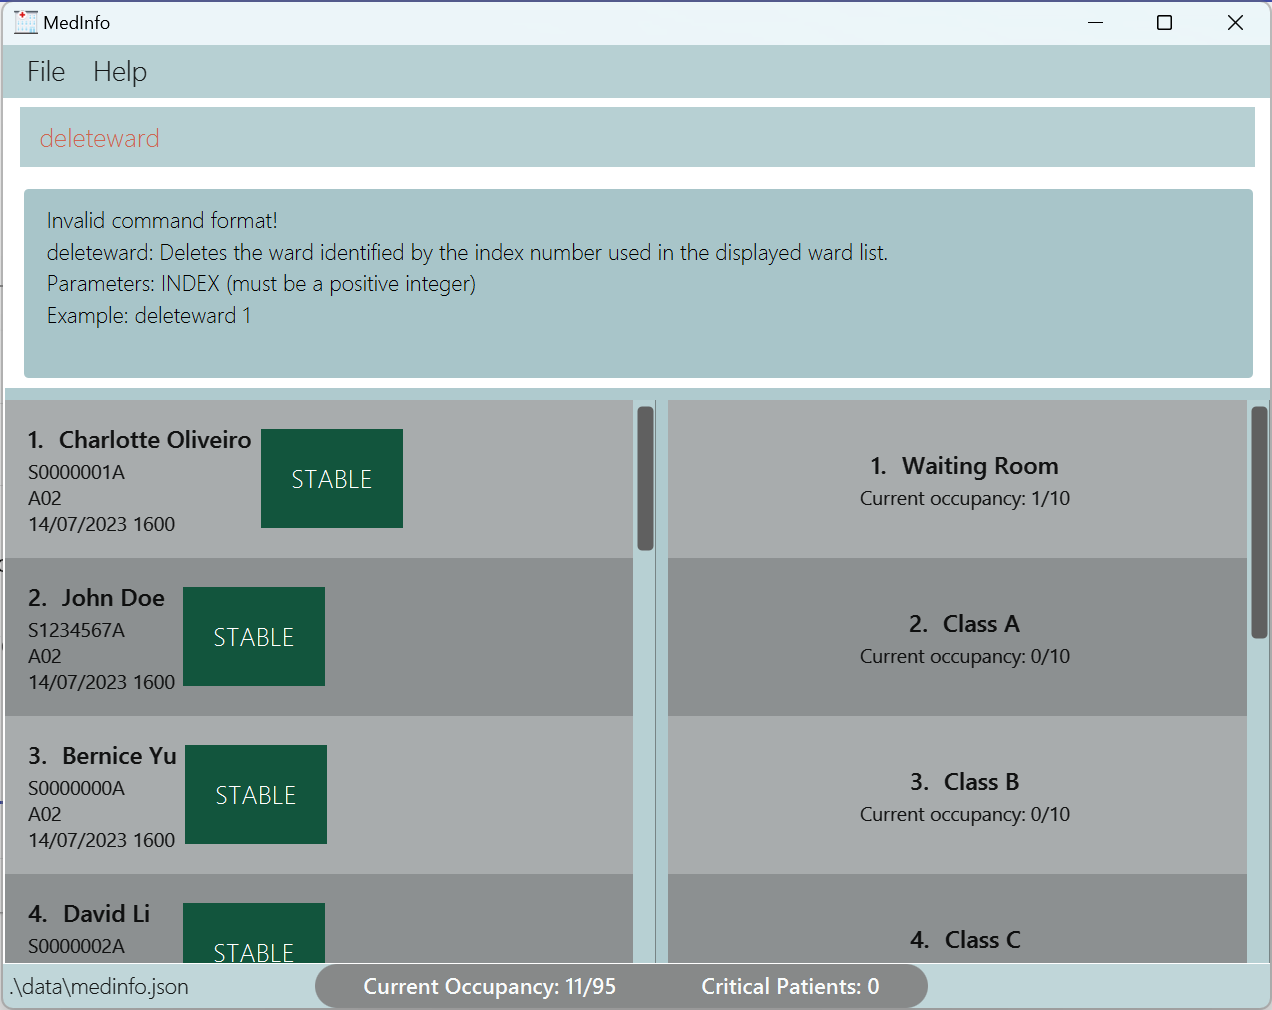 MedInfo
File Help
deleteward
Invalid command format!
deleteward: Deletes the ward identified by the index number used in the displayed ward list.
Parameters: INDEX (must be a positive integer)
Example: deleteward 1
1. Charlotte Oliveiro
S0000001A
A02
14/07/2023 1600
STABLE
2. John Doe
S1234567A
A02
14/07/2023 1600
STABLE
3. Bernice Yu
S0000000A
A02
14/07/2023 1600
STABLE
4. David Li
S0000002A
STABLE
1. Waiting Room
Current occupancy: 1/10
2. Class A
Current occupancy: 0/10
3. Class B
Current occupancy: 0/10
4. Class C
.\data\medinfo.json
Current Occupancy: 11/95
Critical Patients: 0